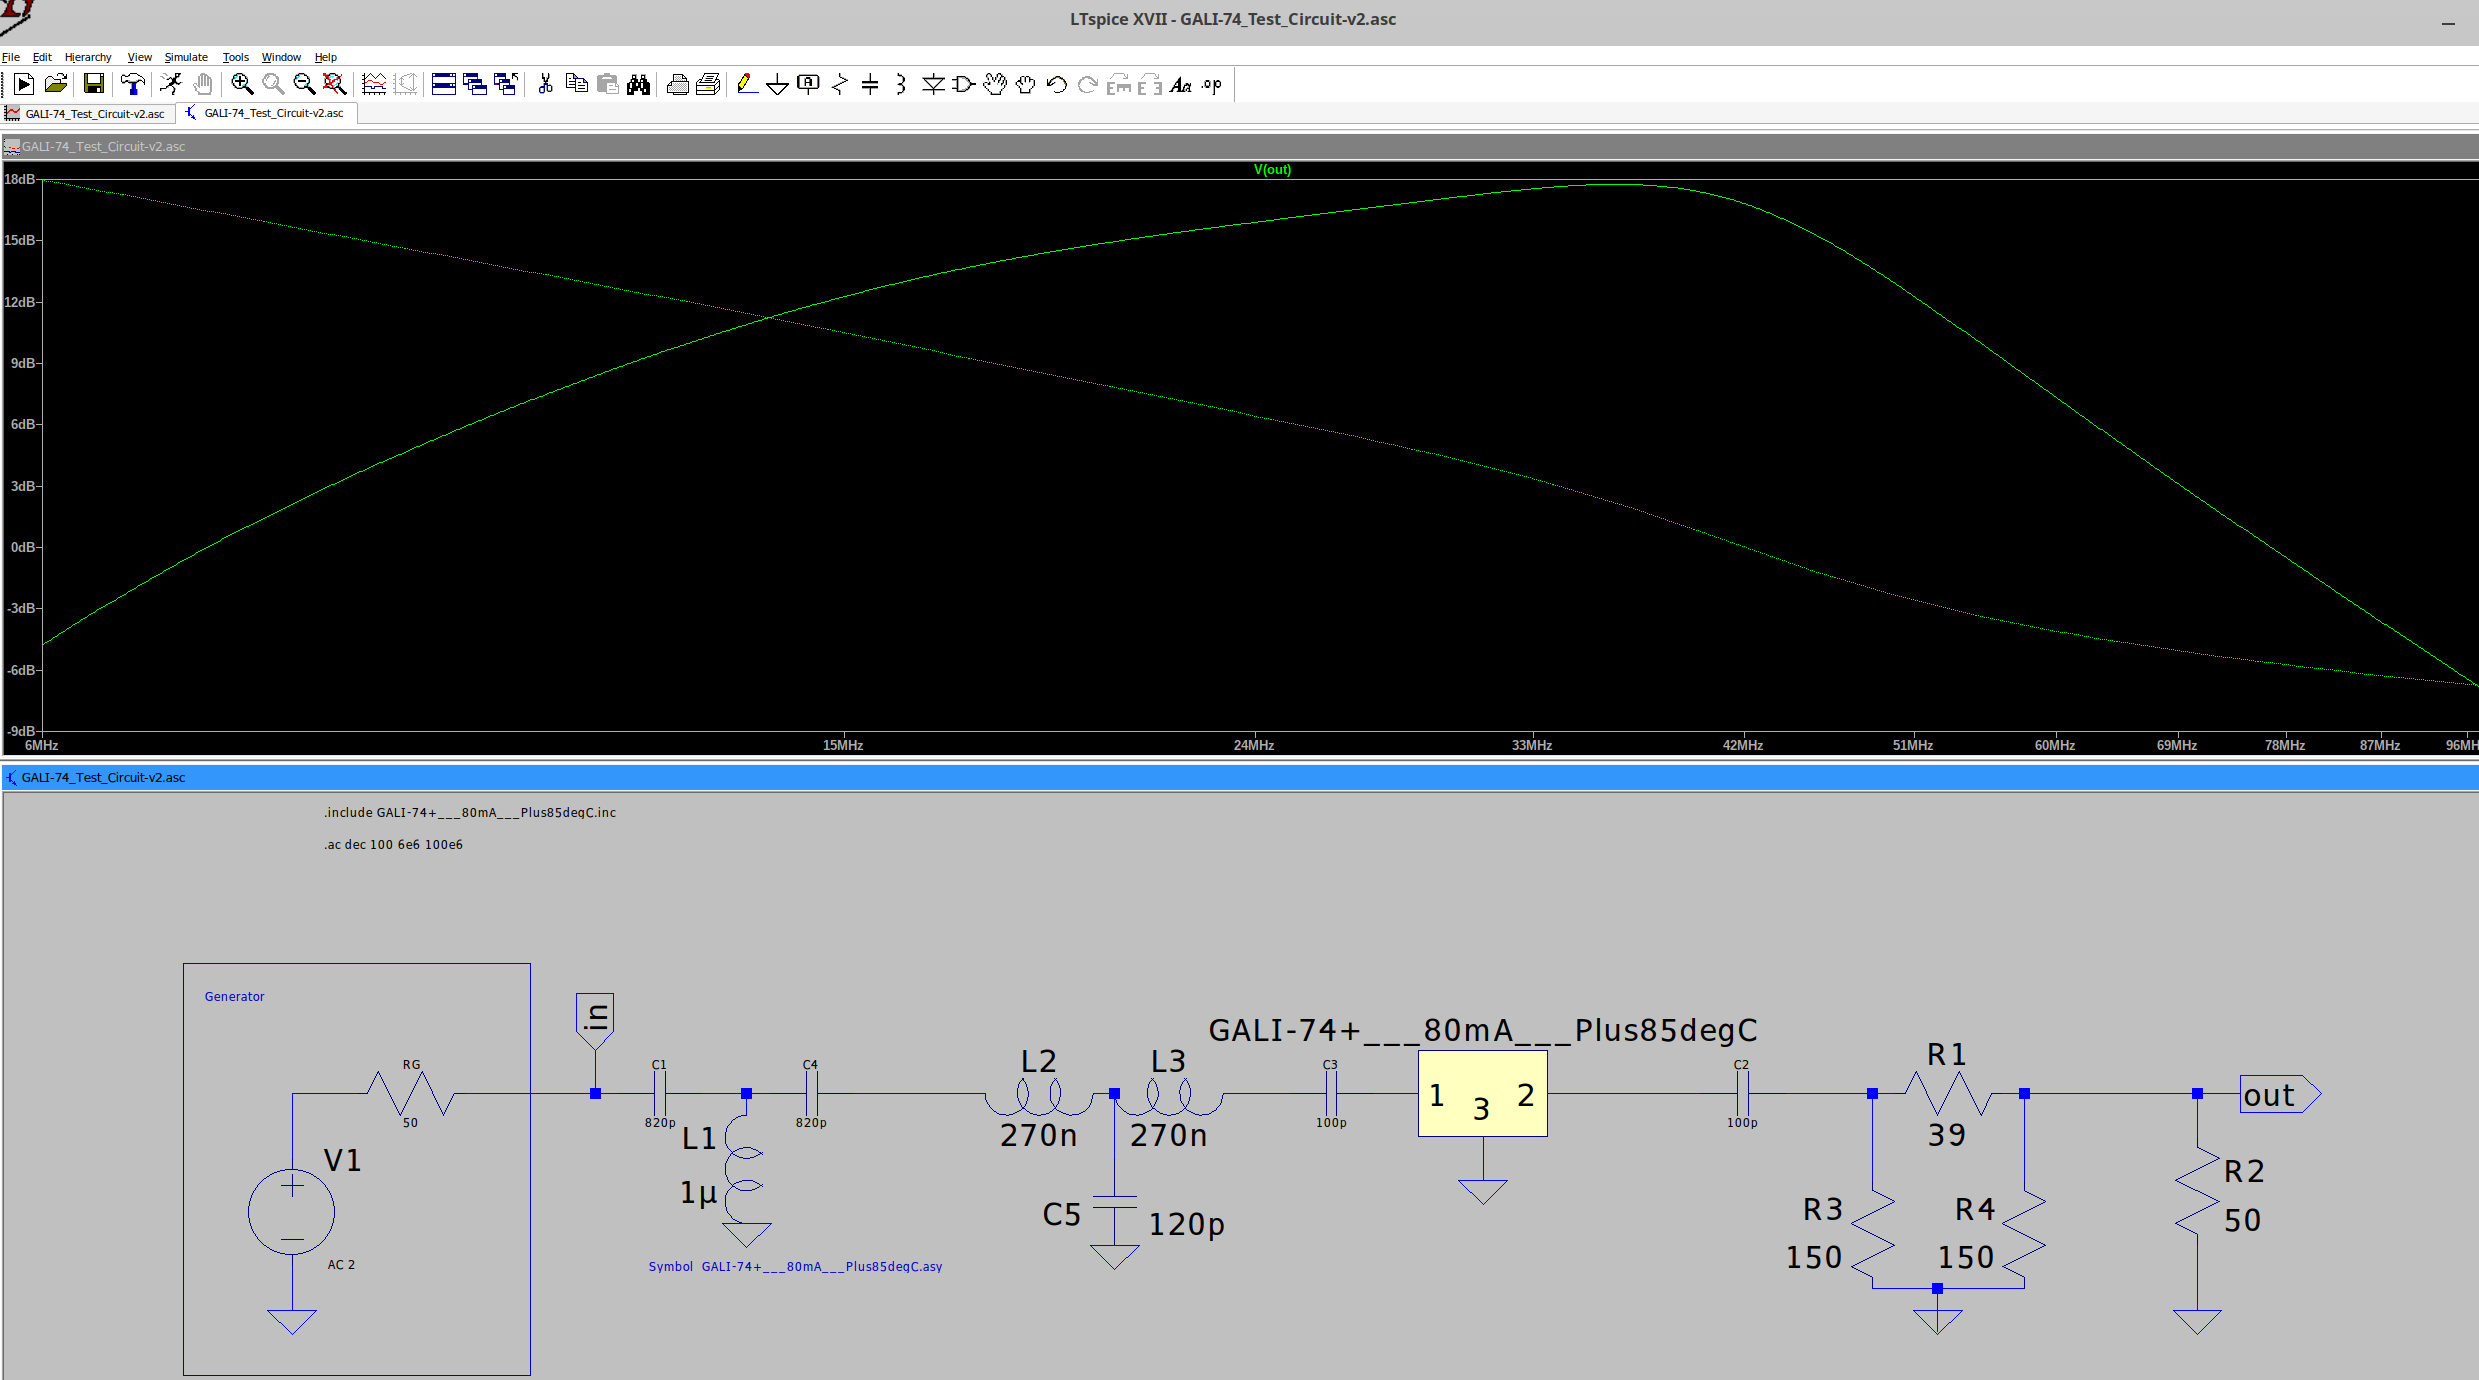 LTspice XVII - GALI-74_Test_Circuit-v2.asc
File Edit Hierarchy View Simulate Tools Window Help
GALI-74_Test_Circuit-v2.asc
GALI-74_Test_Circuit-v2.asc
GALI-74_Test_Circuit-v2.asc
V(out)
18dB
15dB
12dB
9dB
6dB
3dB
0dB
-3dB
-6dB
-9dB
6MHz 15MHz 24MHz 33MHz 42MHz 51MHz 60MHz 69MHz 78MHz 87MHz 96MH
GALI-74_Test_Circuit-v2.asc
.include GALI-74+___80mA___Plus85degC.inc
.ac dec 100 6e6 100e6
Generator
in
GALI-74+___80mA___Plus85degC
RG
50
V1
AC 2
C1
820p
L1
1µ
C4
820p
Symbol GALI-74+___80mA___Plus85degC.asy
L2
270n
L3
270n
C5
120p
C3
100p
1 3 2
C2
100p
R1
39
R3
150
R4
150
R2
50
out